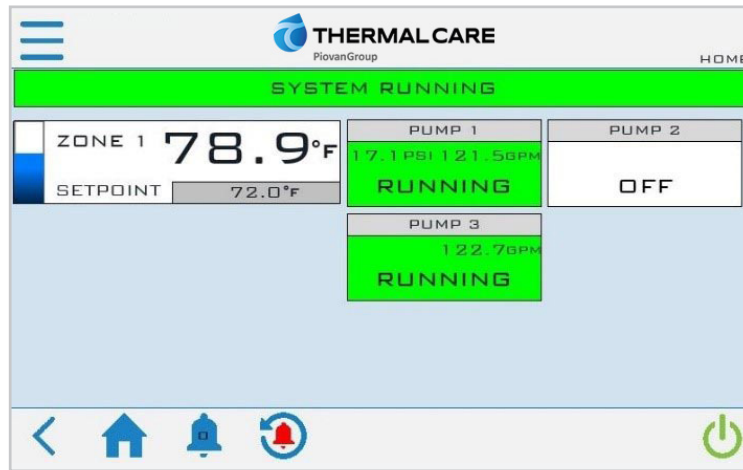 THERMALCARE
PiovanGroup
HOME
SYSTEM RUNNING
ZONE 1 78.9°F
SETPOINT 72.0°F
PUMP 1
17.1PSI 121.5GPM
RUNNING
PUMP 2
OFF
PUMP 3
122.7GPM
RUNNING
0